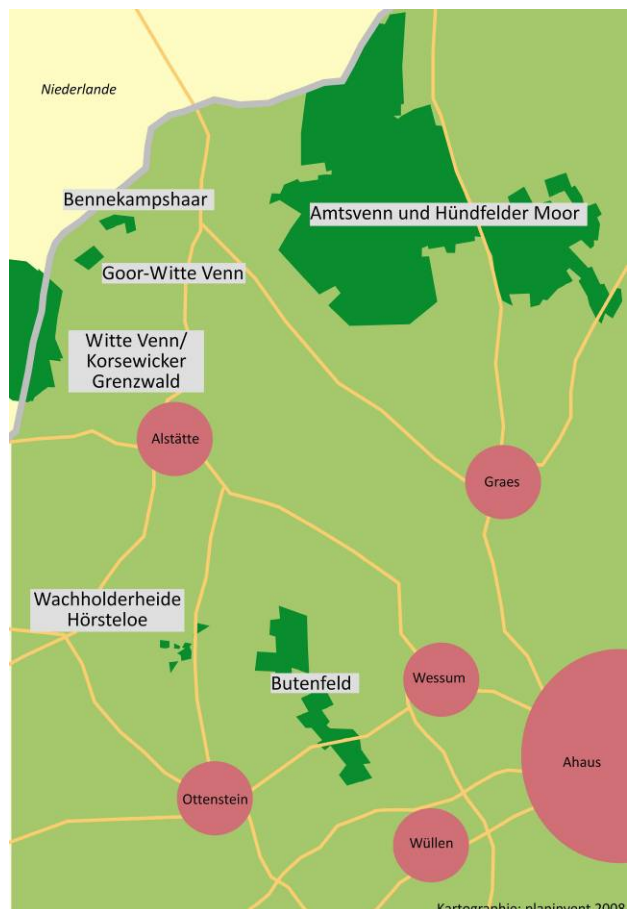 Niederlande
Bennekampshaar
Amtsvenn und Hündfelder Moor
Goor-Witte Venn
Witte Venn/
Korsewicker
Grenzwald
Alstätte
Graes
Wachholderheide
Hörsteloe
Butenfeld
Wessum
Ahaus
Ottenstein
Wüllen
Kartographie: planinvent 2008